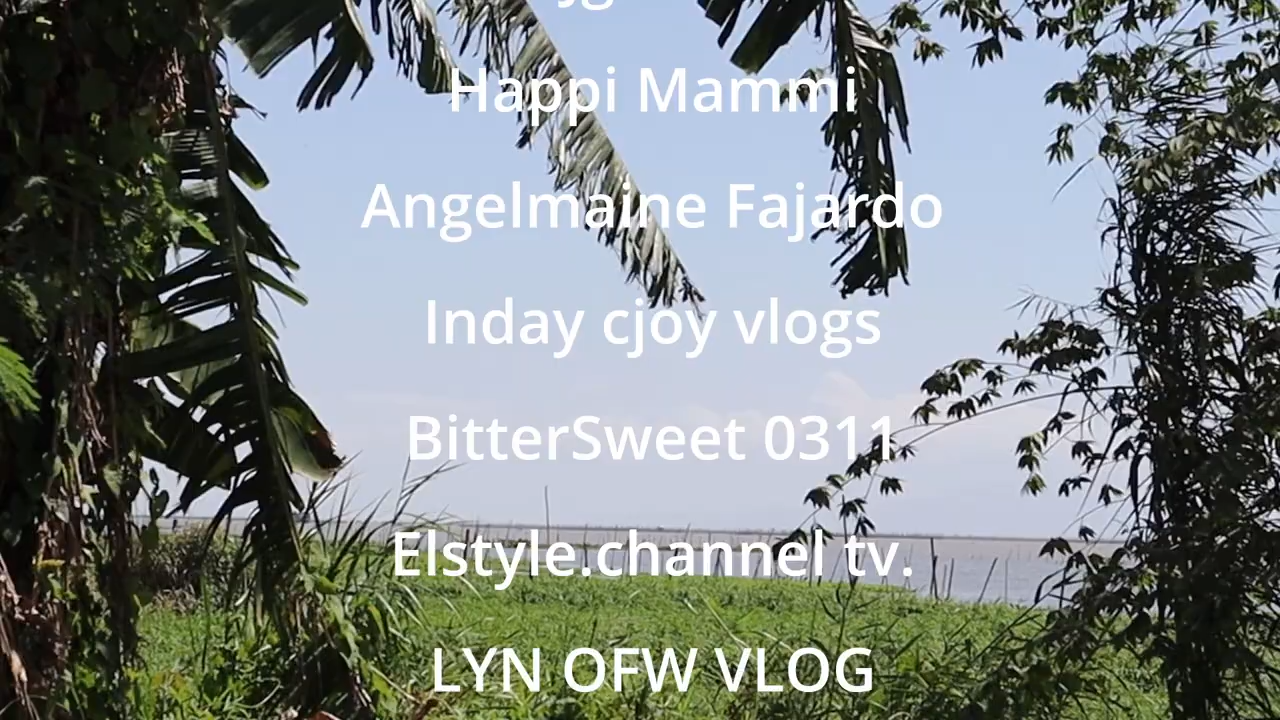 Happi Mammi
Angelmaine Fajardo
Inday cjoy vlogs
BitterSweet 0311
Elstyle.channel tv.
LYN OFW VLOG